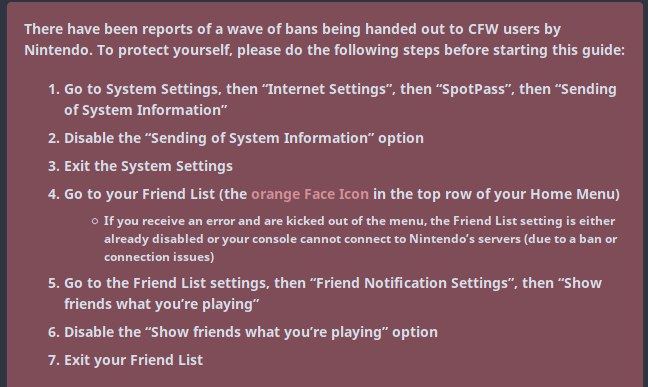 There have been reports of a wave of bans being handed out to CFW users by
Nintendo. To protect yourself, please do the following steps before starting this guide:
1. Go to System Settings, then “Internet Settings”, then “SpotPass”, then “Sending
of System Information”
2. Disable the “Sending of System Information” option
3. Exit the System Settings
4. Go to your Friend List (the orange Face Icon in the top row of your Home Menu)
○ If you receive an error and are kicked out of the menu, the Friend List setting is either
already disabled or your console cannot connect to Nintendo’s servers (due to a ban or
connection issues)
5. Go to the Friend List settings, then “Friend Notification Settings”, then “Show
friends what you’re playing”
6. Disable the “Show friends what you’re playing” option
7. Exit your Friend List